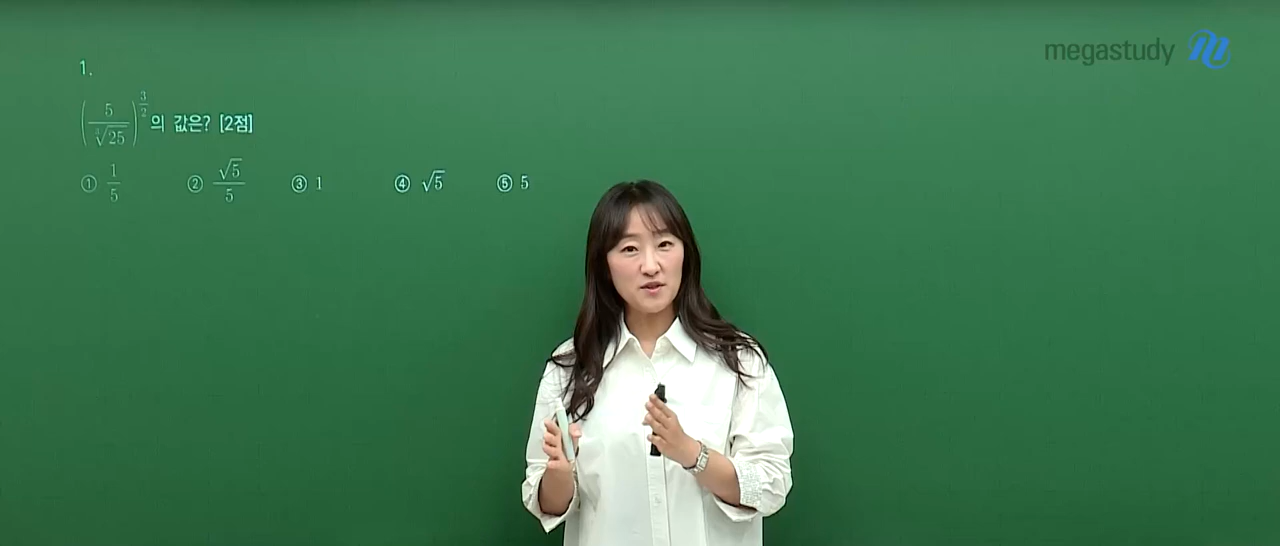 megastudy
1.
(5/∛25)^(3/2)의 값은? [2점]
① 1/5 ② √5/5 ③ 1 ④ √5 ⑤ 5